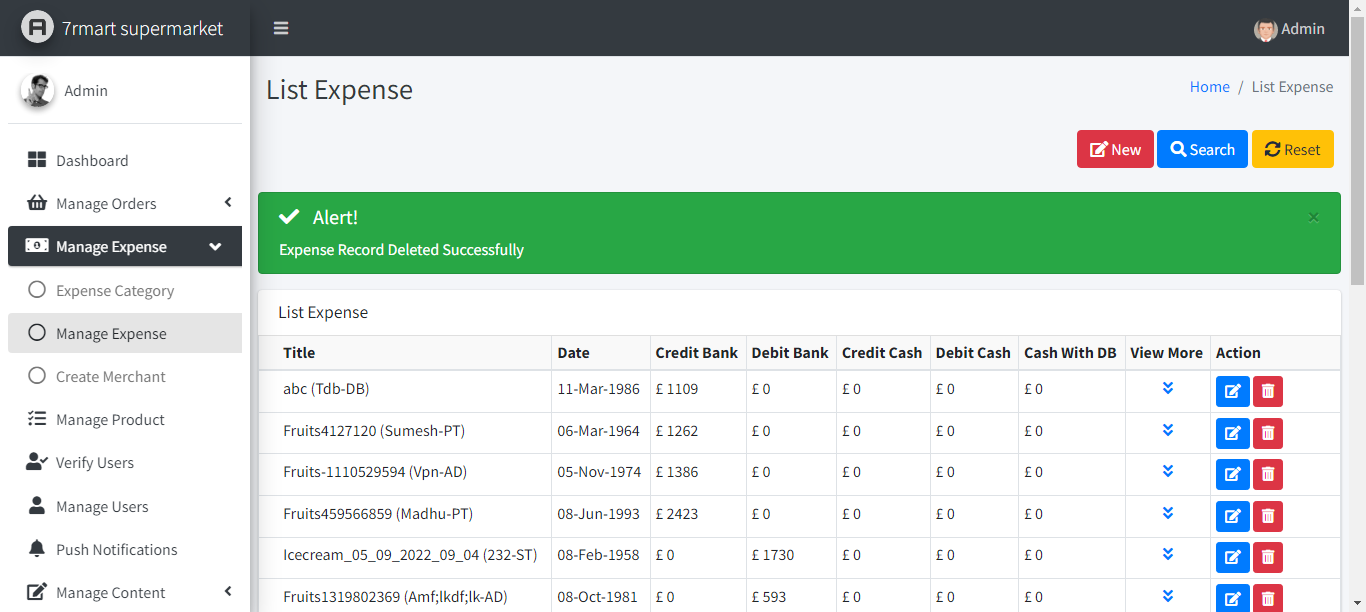 7rmart supermarket
Admin
Admin
List Expense
Home / List Expense
New Search Reset
Dashboard
Manage Orders
Manage Expense
Expense Category
Manage Expense
Create Merchant
Manage Product
Verify Users
Manage Users
Push Notifications
Manage Content
Alert!
×
Expense Record Deleted Successfully
List Expense
Title Date Credit Bank Debit Bank Credit Cash Debit Cash Cash With DB View More Action
abc (Tdb-DB) 11-Mar-1986 £ 1109 £ 0 £ 0 £ 0 £ 0
Fruits4127120 (Sumesh-PT) 06-Mar-1964 £ 1262 £ 0 £ 0 £ 0 £ 0
Fruits-1110529594 (Vpn-AD) 05-Nov-1974 £ 1386 £ 0 £ 0 £ 0 £ 0
Fruits459566859 (Madhu-PT) 08-Jun-1993 £ 2423 £ 0 £ 0 £ 0 £ 0
Icecream_05_09_2022_09_04 (232-ST) 08-Feb-1958 £ 0 £ 1730 £ 0 £ 0 £ 0
Fruits1319802369 (Amf;lkdf;lk-AD) 08-Oct-1981 £ 0 £ 593 £ 0 £ 0 £ 0